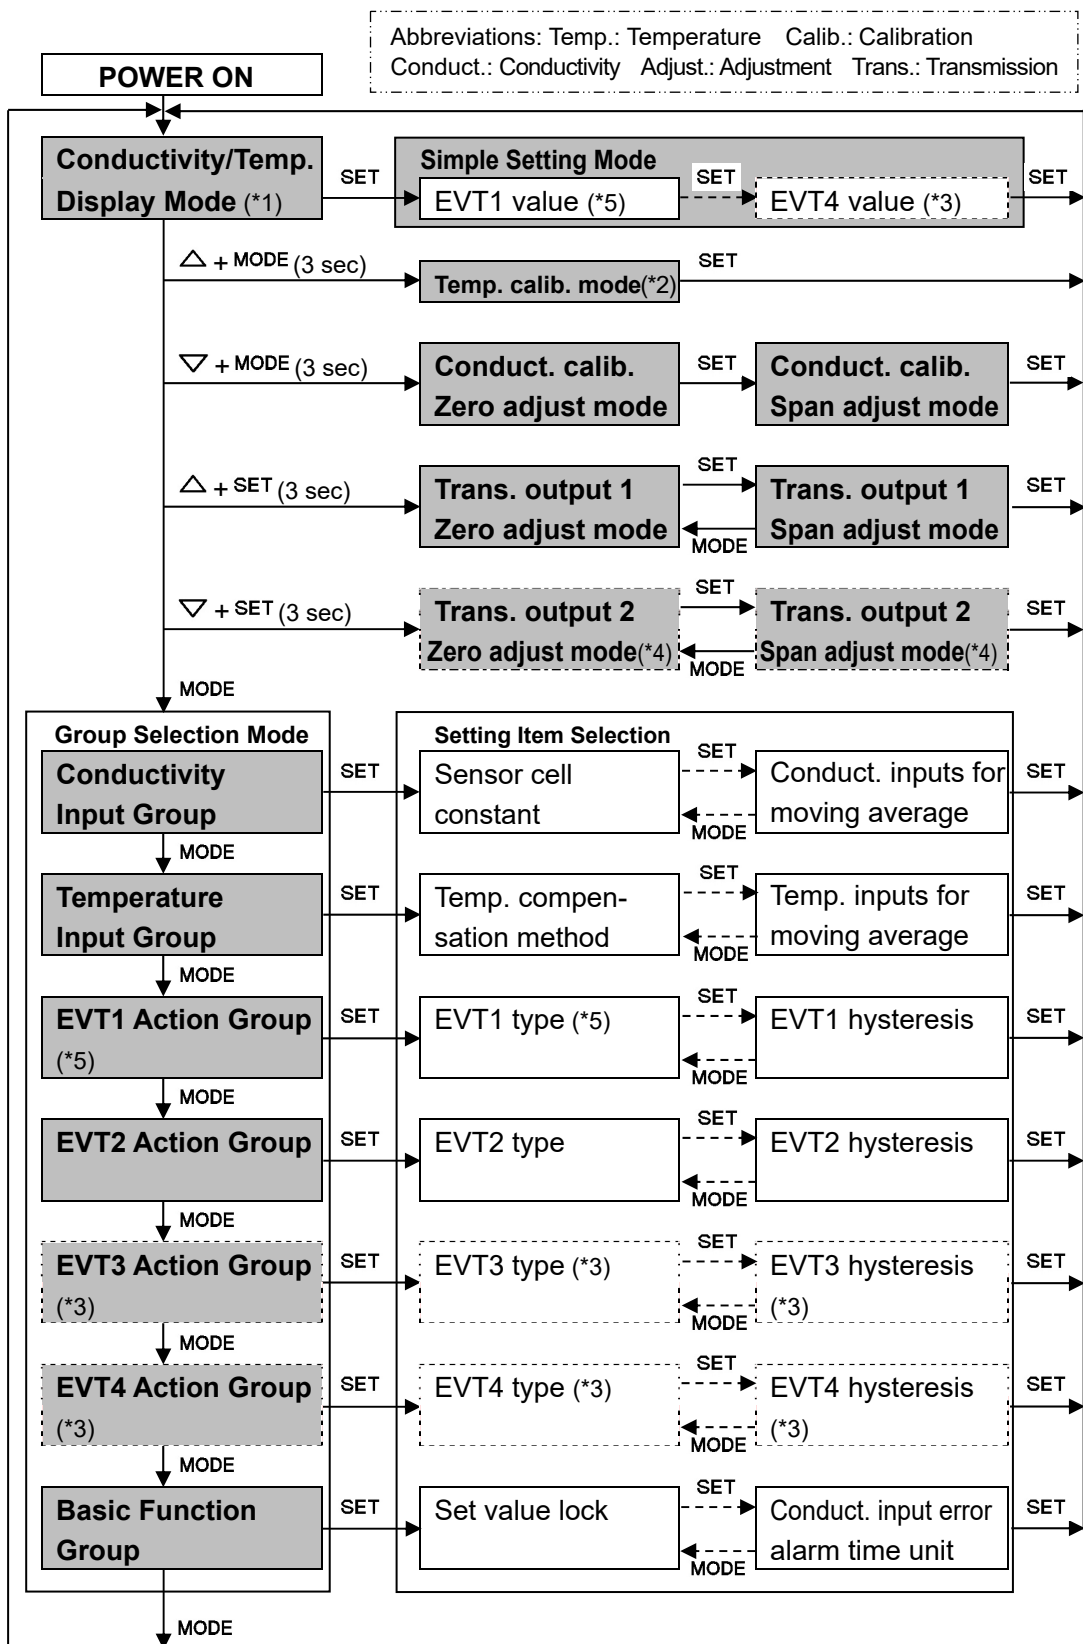 Abbreviations: Temp.: Temperature Calib.: Calibration
Conduct.: Conductivity Adjust.: Adjustment Trans.: Transmission
POWER ON
Conductivity/Temp.
Display Mode (*1)
SET
Simple Setting Mode
EVT1 value (*5)
SET
EVT4 value (*3)
SET
△ + MODE (3 sec)
Temp. calib. mode(*2)
SET
▽ + MODE (3 sec)
Conduct. calib.
Zero adjust mode
SET
Conduct. calib.
Span adjust mode
SET
△ + SET (3 sec)
Trans. output 1
Zero adjust mode
SET
MODE
Trans. output 1
Span adjust mode
SET
▽ + SET (3 sec)
Trans. output 2
Zero adjust mode(*4)
SET
MODE
Trans. output 2
Span adjust mode(*4)
SET
MODE
Group Selection Mode
Setting Item Selection
Conductivity
Input Group
SET
Sensor cell
constant
SET
MODE
Conduct. inputs for
moving average
SET
MODE
Temperature
Input Group
SET
Temp. compen-
sation method
SET
MODE
Temp. inputs for
moving average
SET
MODE
EVT1 Action Group
(*5)
SET
EVT1 type (*5)
SET
MODE
EVT1 hysteresis
SET
MODE
EVT2 Action Group
SET
EVT2 type
SET
MODE
EVT2 hysteresis
SET
MODE
EVT3 Action Group
(*3)
SET
EVT3 type (*3)
SET
MODE
EVT3 hysteresis
(*3)
SET
MODE
EVT4 Action Group
(*3)
SET
EVT4 type (*3)
SET
MODE
EVT4 hysteresis
(*3)
SET
MODE
Basic Function
Group
SET
Set value lock
SET
MODE
Conduct. input error
alarm time unit
SET
MODE